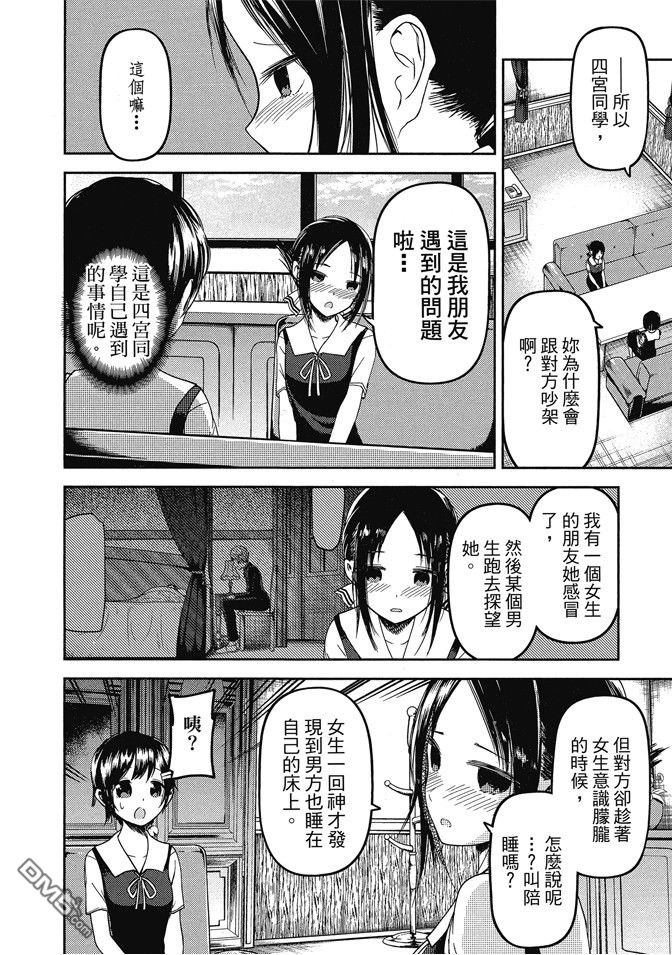 ──所以
四宮同學，
妳為什麼會
跟對方吵架
啊？
這個嘛
…
這是我朋友
遇到的問題
啦…
這是四宮同
學自己遇到
的事情呢。
我有一個女生
的朋友她感冒
了，
然後某個男
生跑去探望
她。
但對方卻趁著
女生意識朦朧
的時候，
怎麼說呢
…？叫陪
睡嗎？
女生一回神才發
現到男方也睡在
自己的床上。
咦？
DM5.com